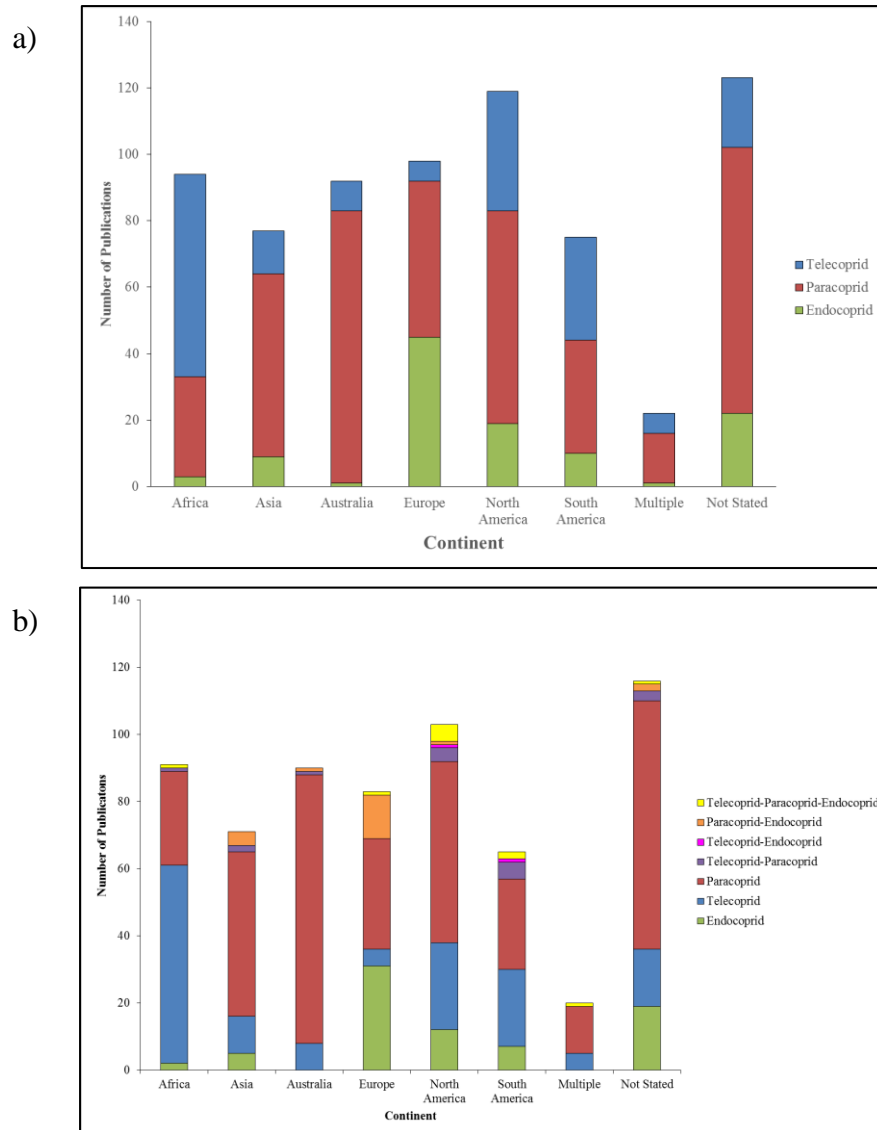 a)
140
120
100
80
60
40
20
0
Number of Publications
Africa
Asia
Australia
Europe
North
America
South
America
Multiple
Not Stated
Continent
Telecoprid
Paracoprid
Endocoprid
b)
140
120
100
80
60
40
20
0
Number of Publicatons
Africa
Asia
Australia
Europe
North
America
South
America
Multiple
Not Stated
Continent
Telecoprid-Paracoprid-Endocoprid
Paracoprid-Endocoprid
Telecoprid-Endocoprid
Telecoprid-Paracoprid
Paracoprid
Telecoprid
Endocoprid